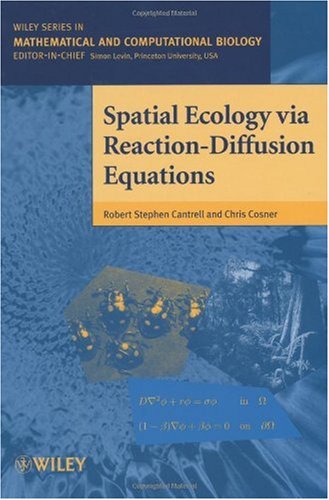 WILEY SERIES IN
MATHEMATICAL AND COMPUTATIONAL BIOLOGY
EDITOR-IN-CHIEF Simon Levin, Princeton University, USA
Spatial Ecology via
Reaction-Diffusion
Equations
Robert Stephen Cantrell and Chris Cosner
D∇²φ + rφ = σφ in Ω
(1 − β)∇φ + βφ = 0 on ∂Ω
WILEY